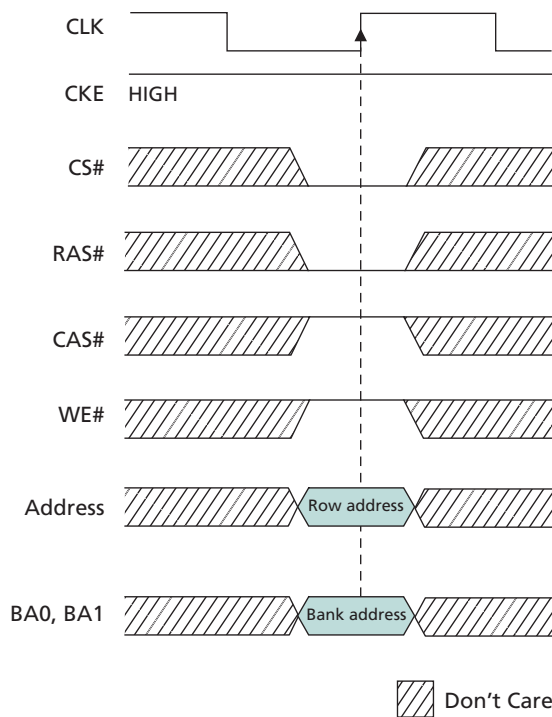 CLK
CKE HIGH
CS#
RAS#
CAS#
WE#
Address Row address
BA0, BA1 Bank address
Don't Care